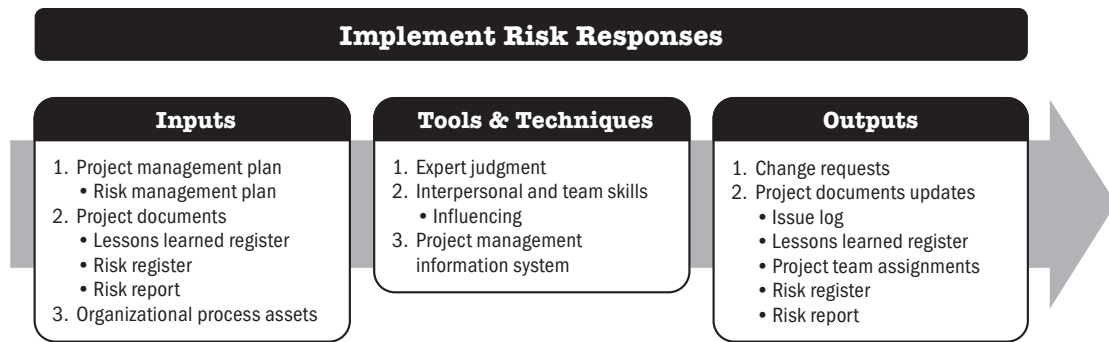 Implement Risk Responses
Inputs
1. Project management plan
• Risk management plan
2. Project documents
• Lessons learned register
• Risk register
• Risk report
3. Organizational process assets
Tools & Techniques
1. Expert judgment
2. Interpersonal and team skills
• Influencing
3. Project management
information system
Outputs
1. Change requests
2. Project documents updates
• Issue log
• Lessons learned register
• Project team assignments
• Risk register
• Risk report